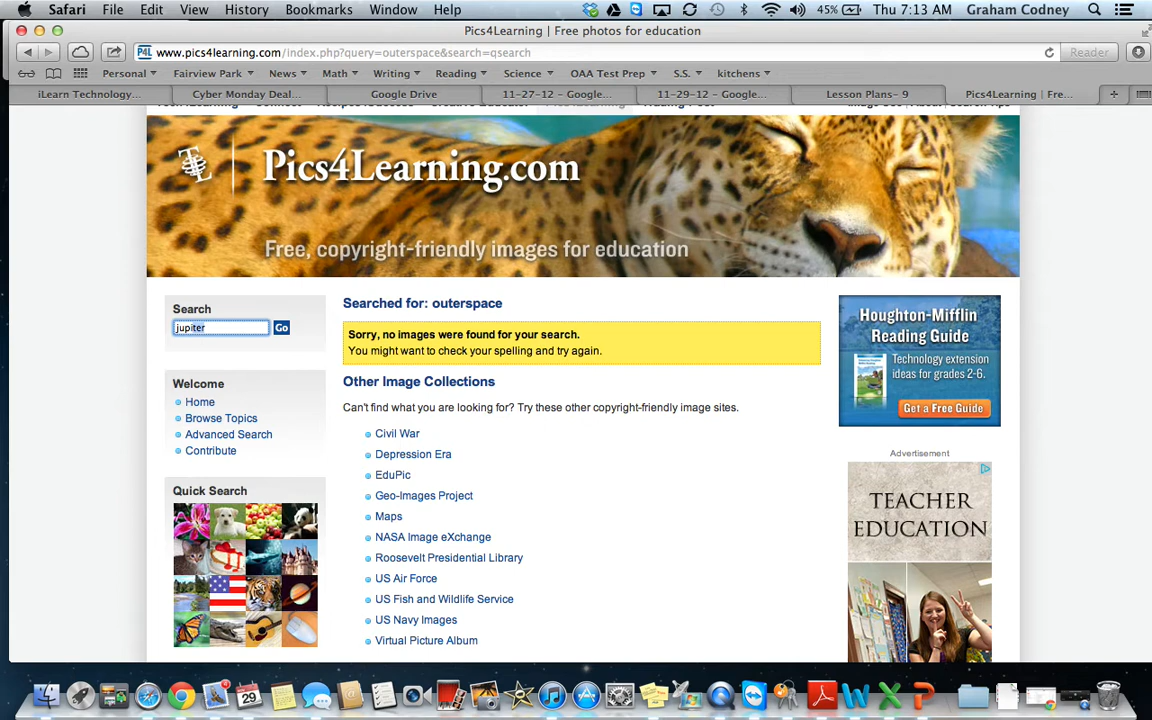 Safari File Edit View History Bookmarks Window Help 45% Thu 7:13 AM Graham Codney
Pics4Learning | Free photos for education
P4L www.pics4learning.com/index.php?query=outerspace&search=qsearch Reader
Personal Fairview Park News Math Writing Reading Science OAA Test Prep S.S. kitchens
iLearn Technology... Cyber Monday Deal... Google Drive 11-27-12 - Google... 11-29-12 - Google... Lesson Plans- 9 Pics4Learning | Fre...
Pics4Learning.com
Free, copyright-friendly images for education
Search
jupiter Go
Welcome
Home
Browse Topics
Advanced Search
Contribute
Quick Search
Searched for: outerspace
Sorry, no images were found for your search.
You might want to check your spelling and try again.
Other Image Collections
Can't find what you are looking for? Try these other copyright-friendly image sites.
Civil War
Depression Era
EduPic
Geo-Images Project
Maps
NASA Image eXchange
Roosevelt Presidential Library
US Air Force
US Fish and Wildlife Service
US Navy Images
Virtual Picture Album
Houghton-Mifflin
Reading Guide
Technology extension
ideas for grades 2-6.
Get a Free Guide
Advertisement
TEACHER
EDUCATION
29